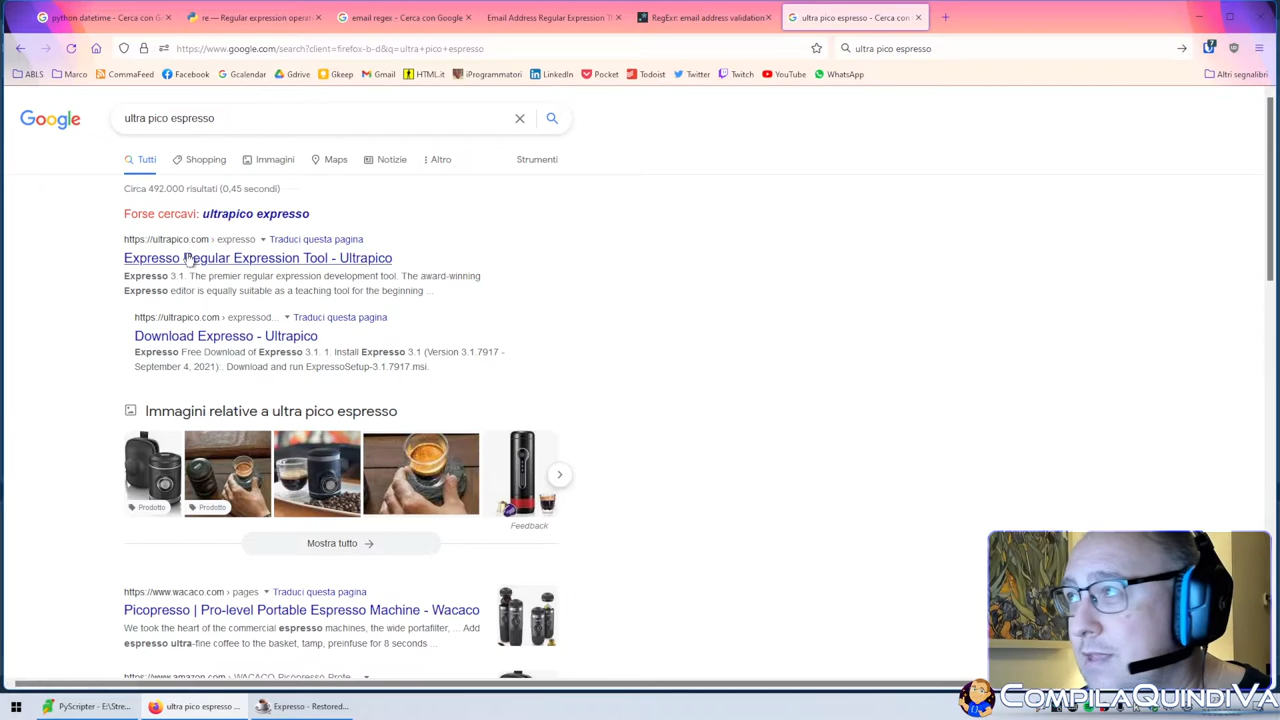 python datetime - Cerca con G
re — Regular expression operat
email regex - Cerca con Google
Email Address Regular Expression Th
RegExr: email address validation
ultra pico espresso - Cerca con
https://www.google.com/search?client=firefox-b-d&q=ultra+pico+espresso
ultra pico espresso
ABLS
Marco
CommaFeed
Facebook
Gcalendar
Gdrive
Gkeep
Gmail
HTML.it
iProgrammatori
LinkedIn
Pocket
Todoist
Twitter
Twitch
YouTube
WhatsApp
Altri segnalibri
Google
ultra pico espresso
Tutti
Shopping
Immagini
Maps
Notizie
Altro
Strumenti
Circa 492.000 risultati (0,45 secondi)
Forse cercavi: ultrapico expresso
https://ultrapico.com › expresso Traduci questa pagina
Expresso Regular Expression Tool - Ultrapico
Expresso 3.1. The premier regular expression development tool. The award-winning
Expresso editor is equally suitable as a teaching tool for the beginning ...
https://ultrapico.com › expressod... Traduci questa pagina
Download Expresso - Ultrapico
Expresso Free Download of Expresso 3.1. 1. Install Expresso 3.1 (Version 3.1.7917 -
September 4, 2021):. Download and run ExpressoSetup-3.1.7917.msi.
Immagini relative a ultra pico espresso
Prodotto
Prodotto
Feedback
Mostra tutto
https://www.wacaco.com › pages Traduci questa pagina
Picopresso | Pro-level Portable Espresso Machine - Wacaco
We took the heart of the commercial espresso machines, the wide portafilter, ... Add
espresso ultra-fine coffee to the basket, tamp, preinfuse for 8 seconds ...
PyScripter - E:\Stre...
ultra pico espresso ...
Expresso - Restored...
COMPILAQUINDIVA